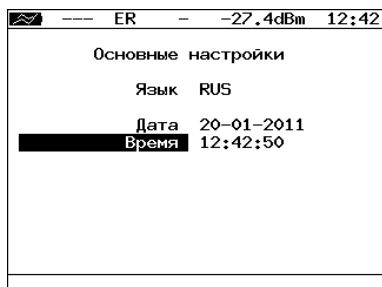 --- ER - -27.4dBm 12:42
Основные настройки
Язык RUS
Дата 20-01-2011
Время 12:42:50